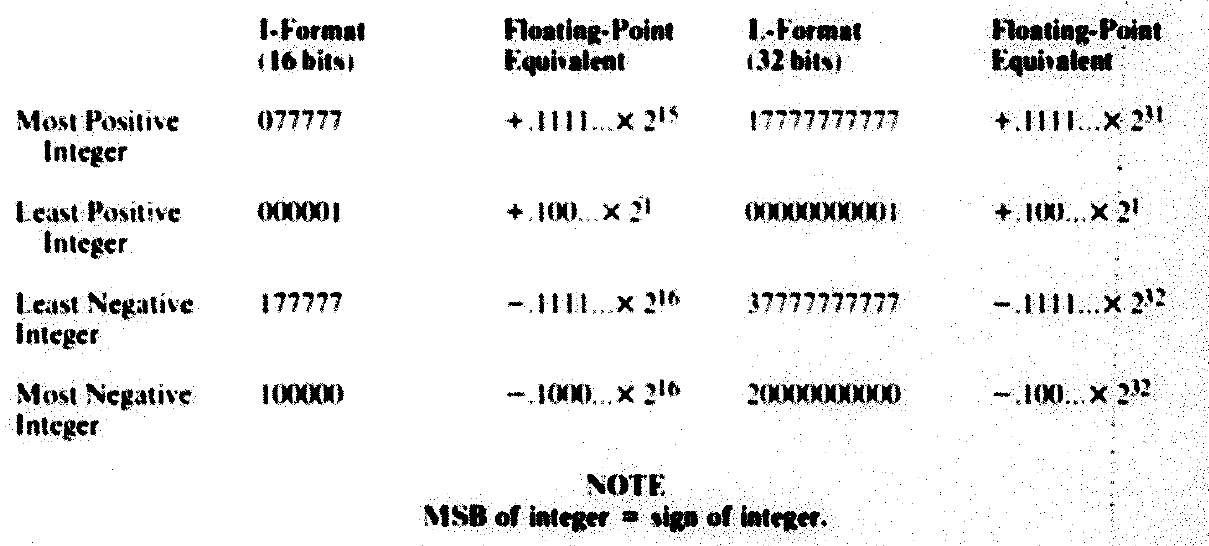 I-Format Floating-Point L-Format Floating-Point
(16 bits) Equivalent (32 bits) Equivalent
Most Positive 077777 +.1111...× 2^15 17777777777 +.1111...× 2^31
Integer
Least Positive 000001 +.100...× 2^1 00000000001 +.100...× 2^1
Integer
Least Negative 177777 −.1111...× 2^16 37777777777 −.1111...× 2^32
Integer
Most Negative 100000 −.1000...× 2^16 20000000000 −.100...× 2^32
Integer
NOTE
MSB of integer = sign of integer.